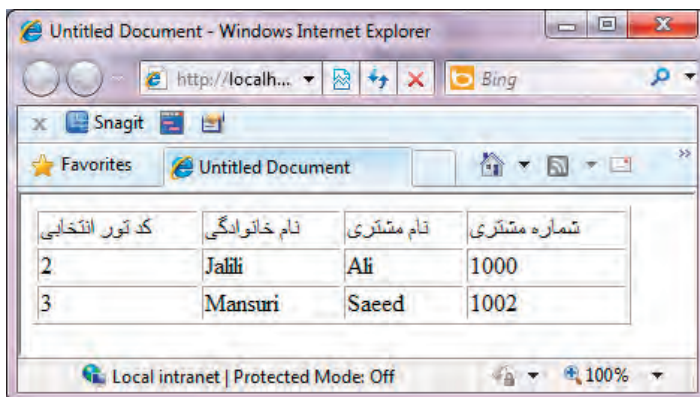 Untitled Document - Windows Internet Explorer
http://localh... Bing
x Snagit
Favorites Untitled Document »
کد تور انتخابی نام خانوادگی نام مشتری شماره مشتری
2 Jalili Ali 1000
3 Mansuri Saeed 1002
Local intranet | Protected Mode: Off 100%